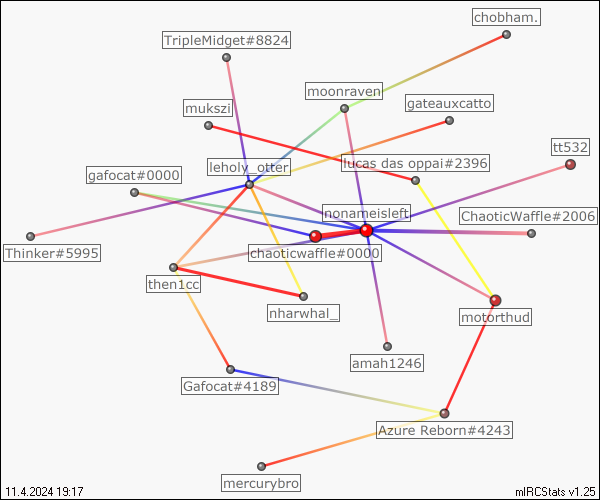 chobham.
TripleMidget#8824
moonraven
gateauxcatto
mukszi
tt532
leholy_otter
lucas das oppai#2396
gafocat#0000
nonameisleft
ChaoticWaffle#2006
Thinker#5995
chaoticwaffle#0000
then1cc
nharwhal_
motorthud
amah1246
Gafocat#4189
Azure Reborn#4243
mercurybro
11.4.2024 19:17
mIRCStats v1.25